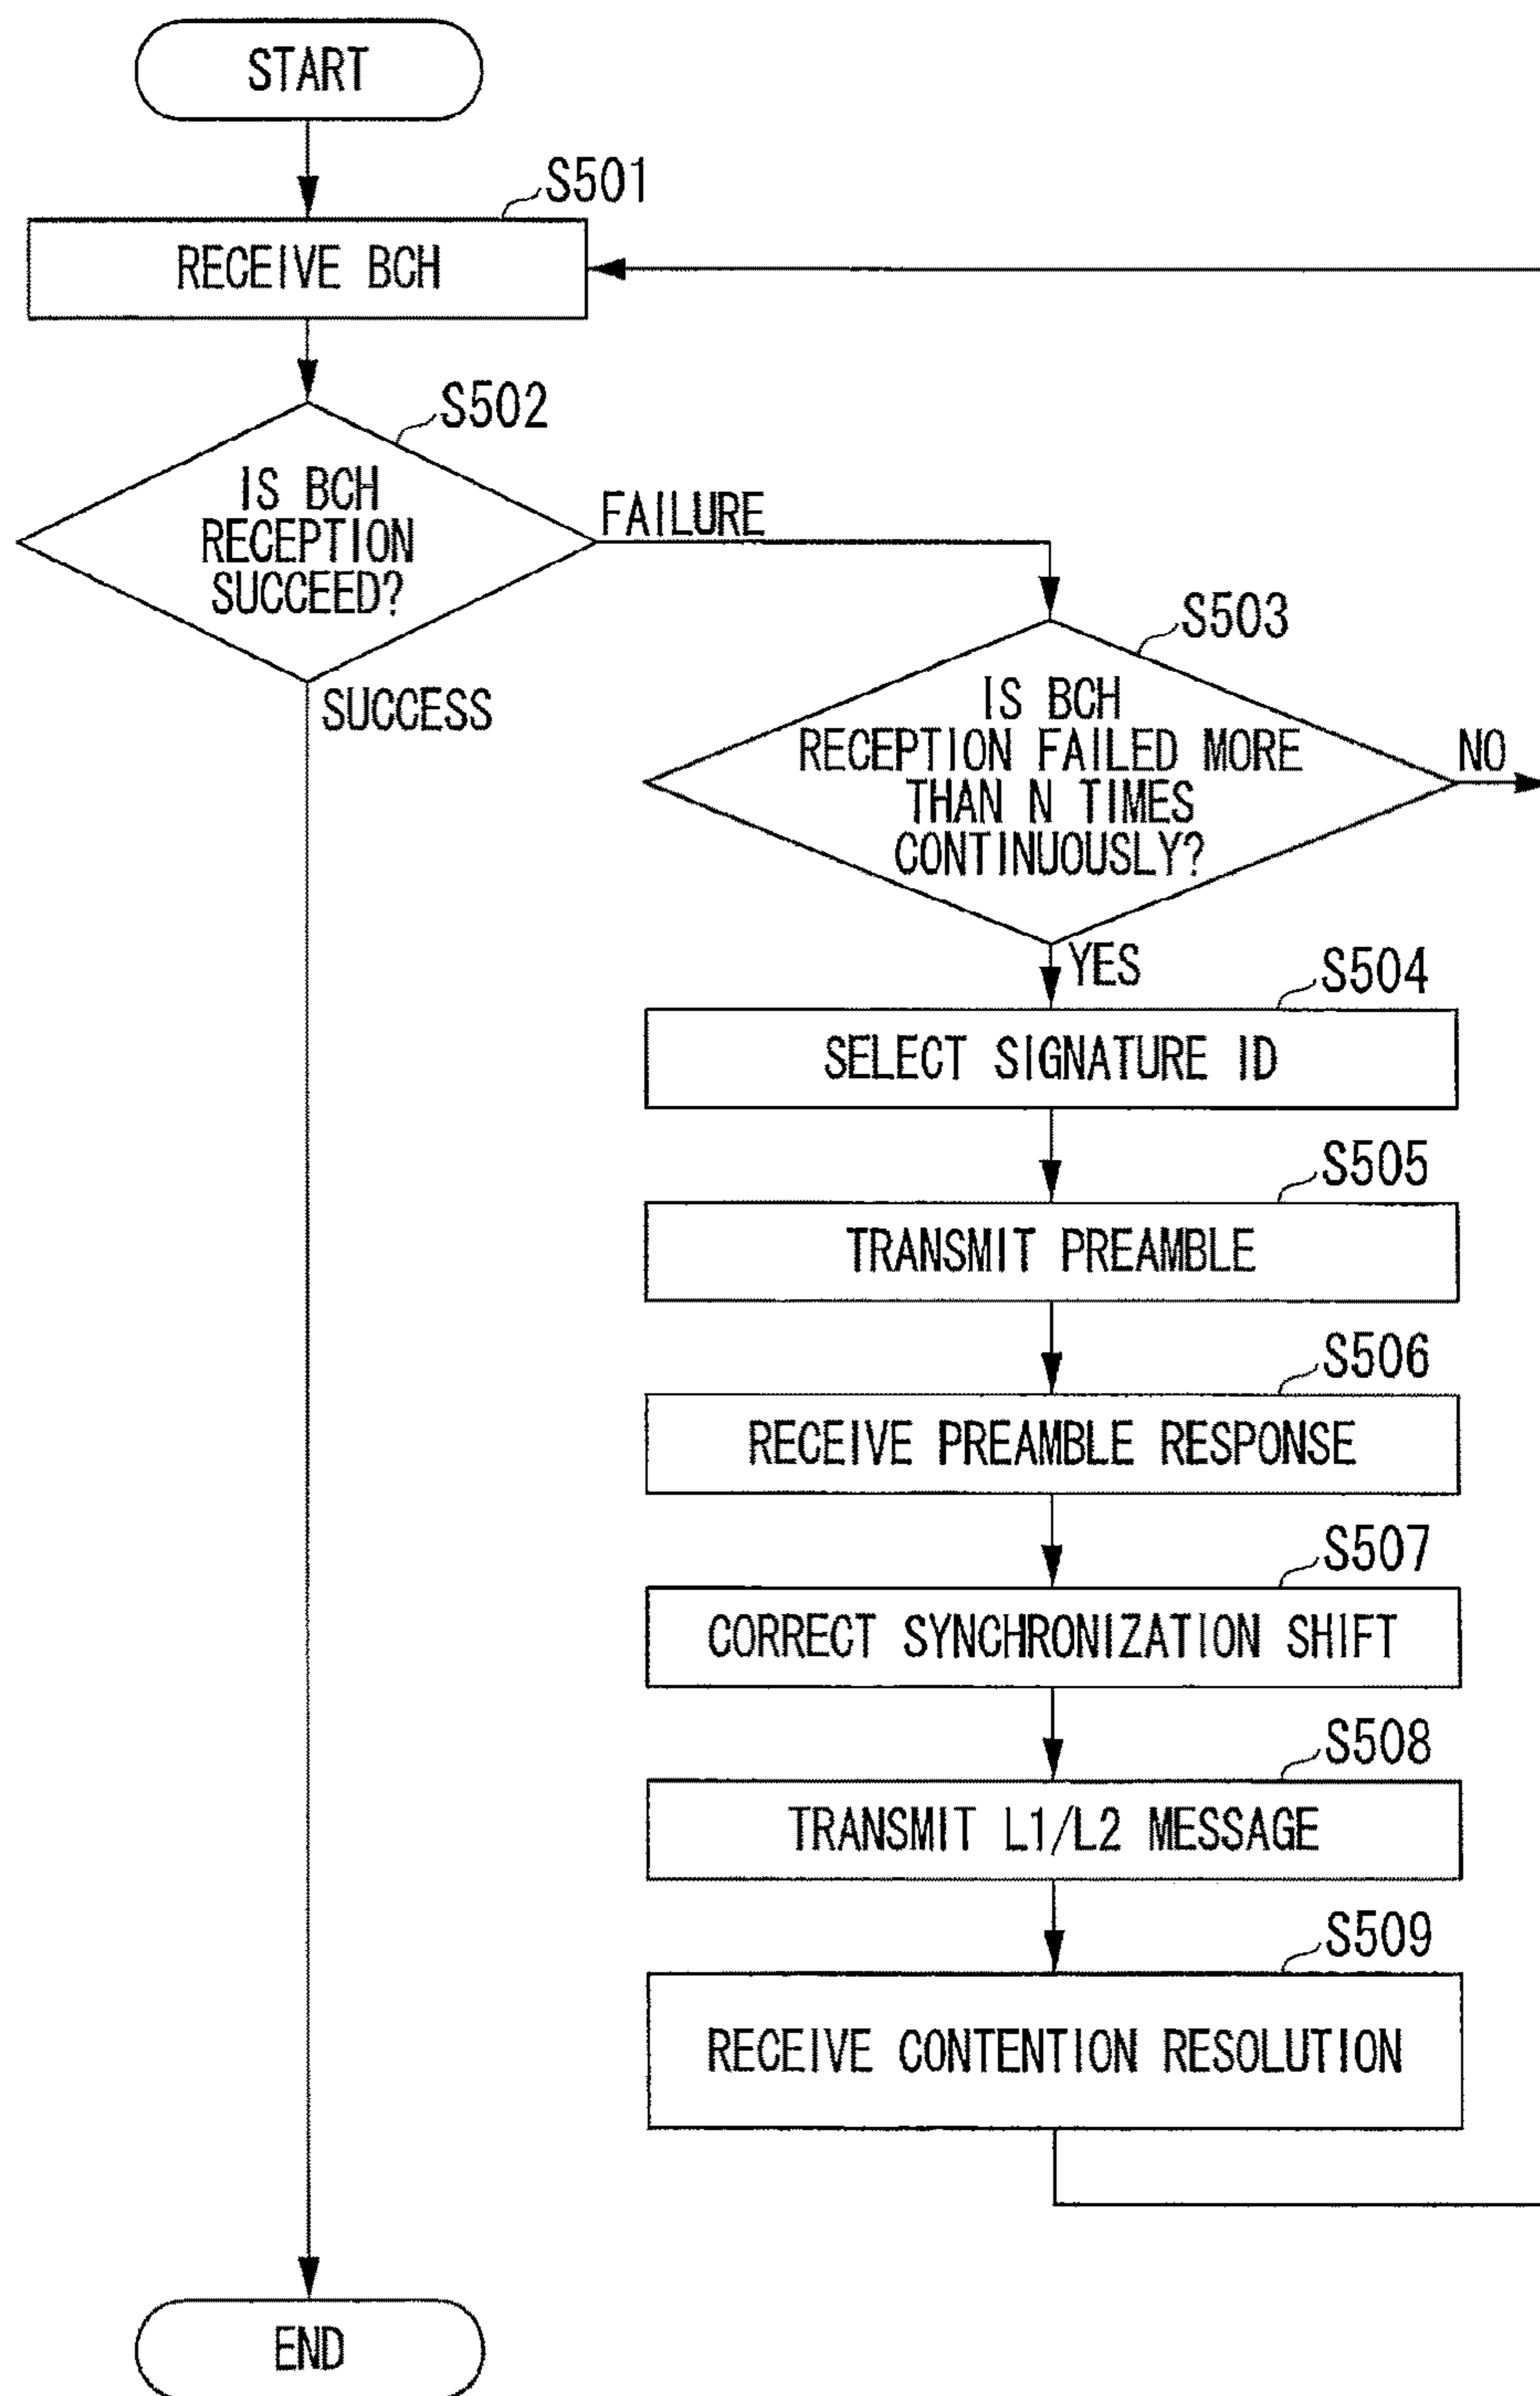 START
S501
RECEIVE BCH
S502
IS BCH
RECEPTION
SUCCEED?
FAILURE
SUCCESS
S503
IS BCH
RECEPTION FAILED MORE
THAN N TIMES
CONTINUOUSLY?
NO
YES
S504
SELECT SIGNATURE ID
S505
TRANSMIT PREAMBLE
S506
RECEIVE PREAMBLE RESPONSE
S507
CORRECT SYNCHRONIZATION SHIFT
S508
TRANSMIT L1/L2 MESSAGE
S509
RECEIVE CONTENTION RESOLUTION
END